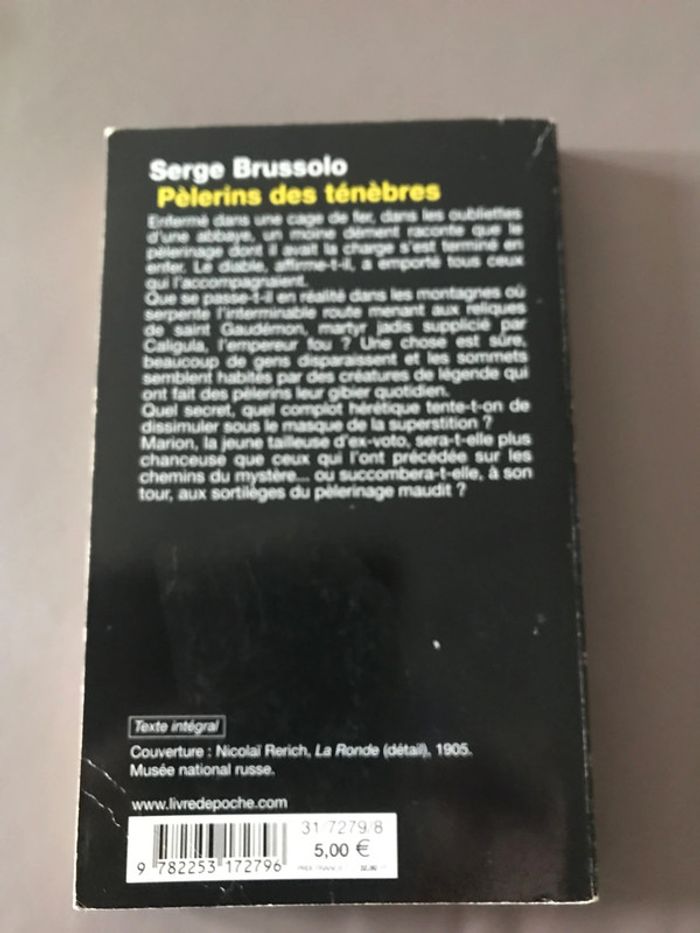 Serge Brussolo
Pèlerins des ténèbres
Enfermé dans une cage de fer, dans les oubliettes
d'une abbaye, un moine dément raconte que le
pèlerinage dont il avait la charge s'est terminé en
enfer. Le diable, affirme-t-il, a emporté tous ceux
qui l'accompagnaient.
Que se passe-t-il en réalité dans les montagnes où
serpente l'interminable route menant aux reliques
de saint Gaudémon, martyr jadis supplicié par
Caligula, l'empereur fou ? Une chose est sûre,
beaucoup de gens disparaissent et les sommets
semblent habités par des créatures de légende qui
ont fait des pèlerins leur gibier quotidien.
Quel secret, quel complot hérétique tente-t-on de
dissimuler sous le masque de la superstition ?
Marion, la jeune tailleuse d'ex-voto, sera-t-elle plus
chanceuse que ceux qui l'ont précédée sur les
chemins du mystère... ou succombera-t-elle, à son
tour, aux sortilèges du pèlerinage maudit ?
Texte intégral
Couverture : Nicolaï Rerich, La Ronde (détail), 1905.
Musée national russe.
www.livredepoche.com
31/7279/8
5,00 €
9 782253 172796